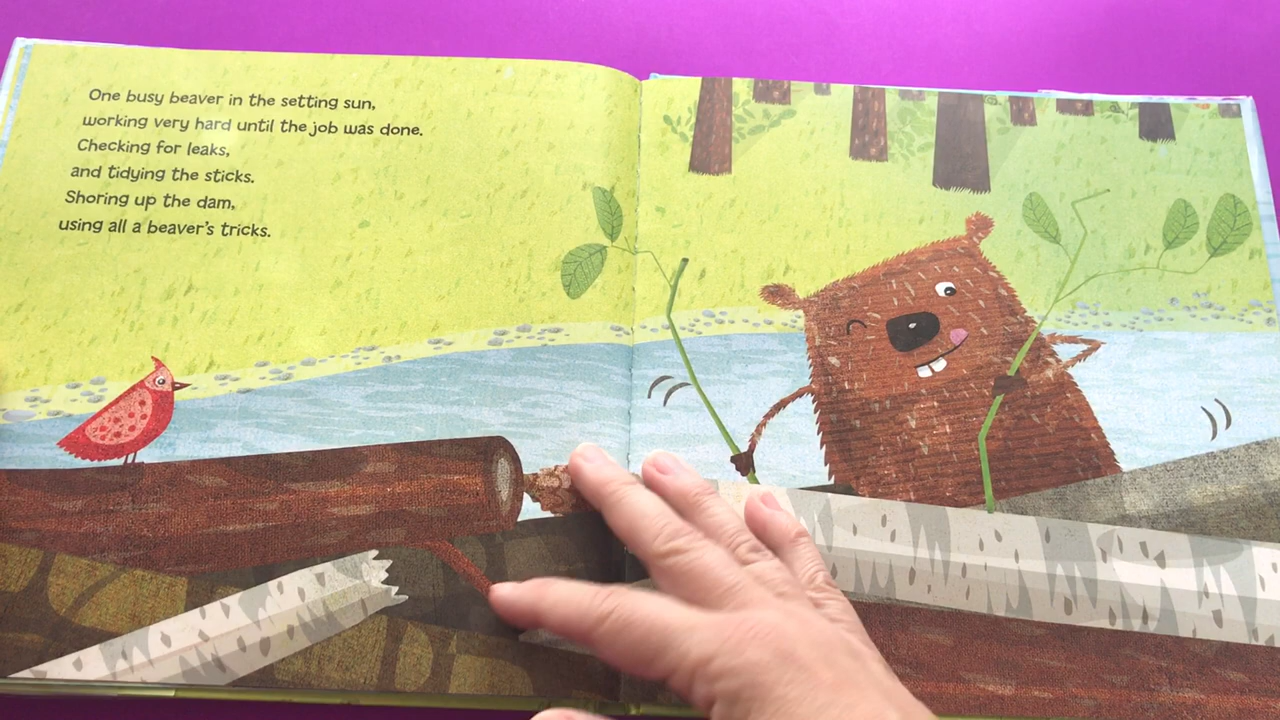 One busy beaver in the setting sun,
working very hard until the job was done.
Checking for leaks,
and tidying the sticks.
Shoring up the dam,
using all a beaver's tricks.